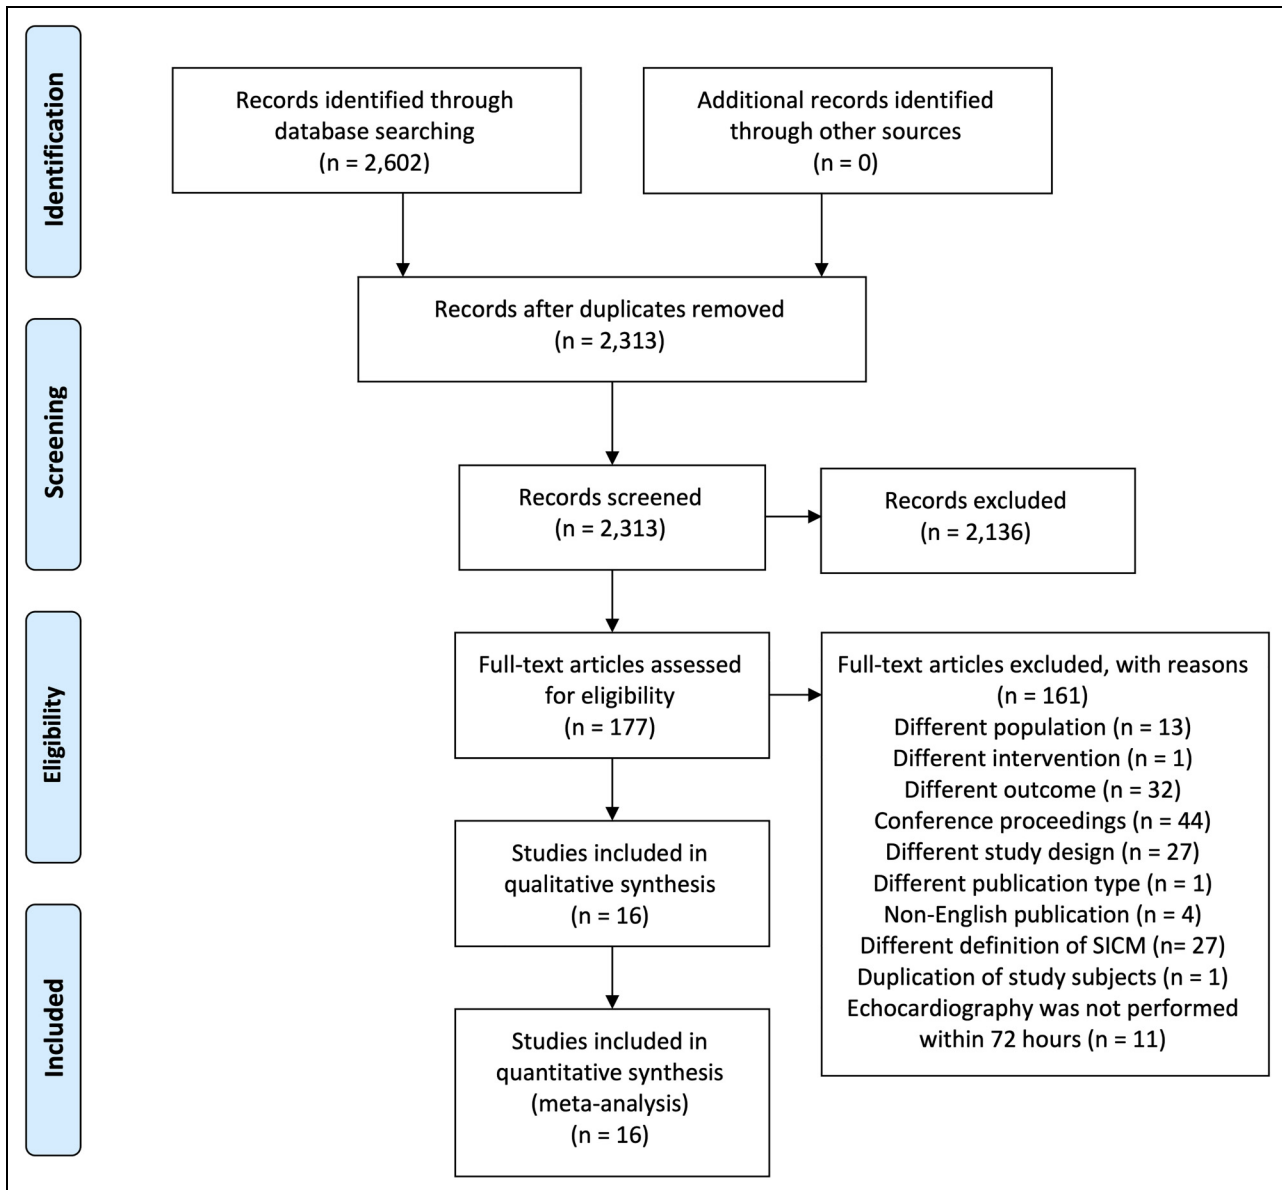 Identification
Records identified through
database searching
(n = 2,602)
Additional records identified
through other sources
(n = 0)
Records after duplicates removed
(n = 2,313)
Screening
Records screened
(n = 2,313)
Records excluded
(n = 2,136)
Eligibility
Full-text articles assessed
for eligibility
(n = 177)
Full-text articles excluded, with reasons
(n = 161)
Different population (n = 13)
Different intervention (n = 1)
Different outcome (n = 32)
Conference proceedings (n = 44)
Different study design (n = 27)
Different publication type (n = 1)
Non-English publication (n = 4)
Different definition of SICM (n= 27)
Duplication of study subjects (n = 1)
Echocardiography was not performed
within 72 hours (n = 11)
Studies included in
qualitative synthesis
(n = 16)
Included
Studies included in
quantitative synthesis
(meta-analysis)
(n = 16)